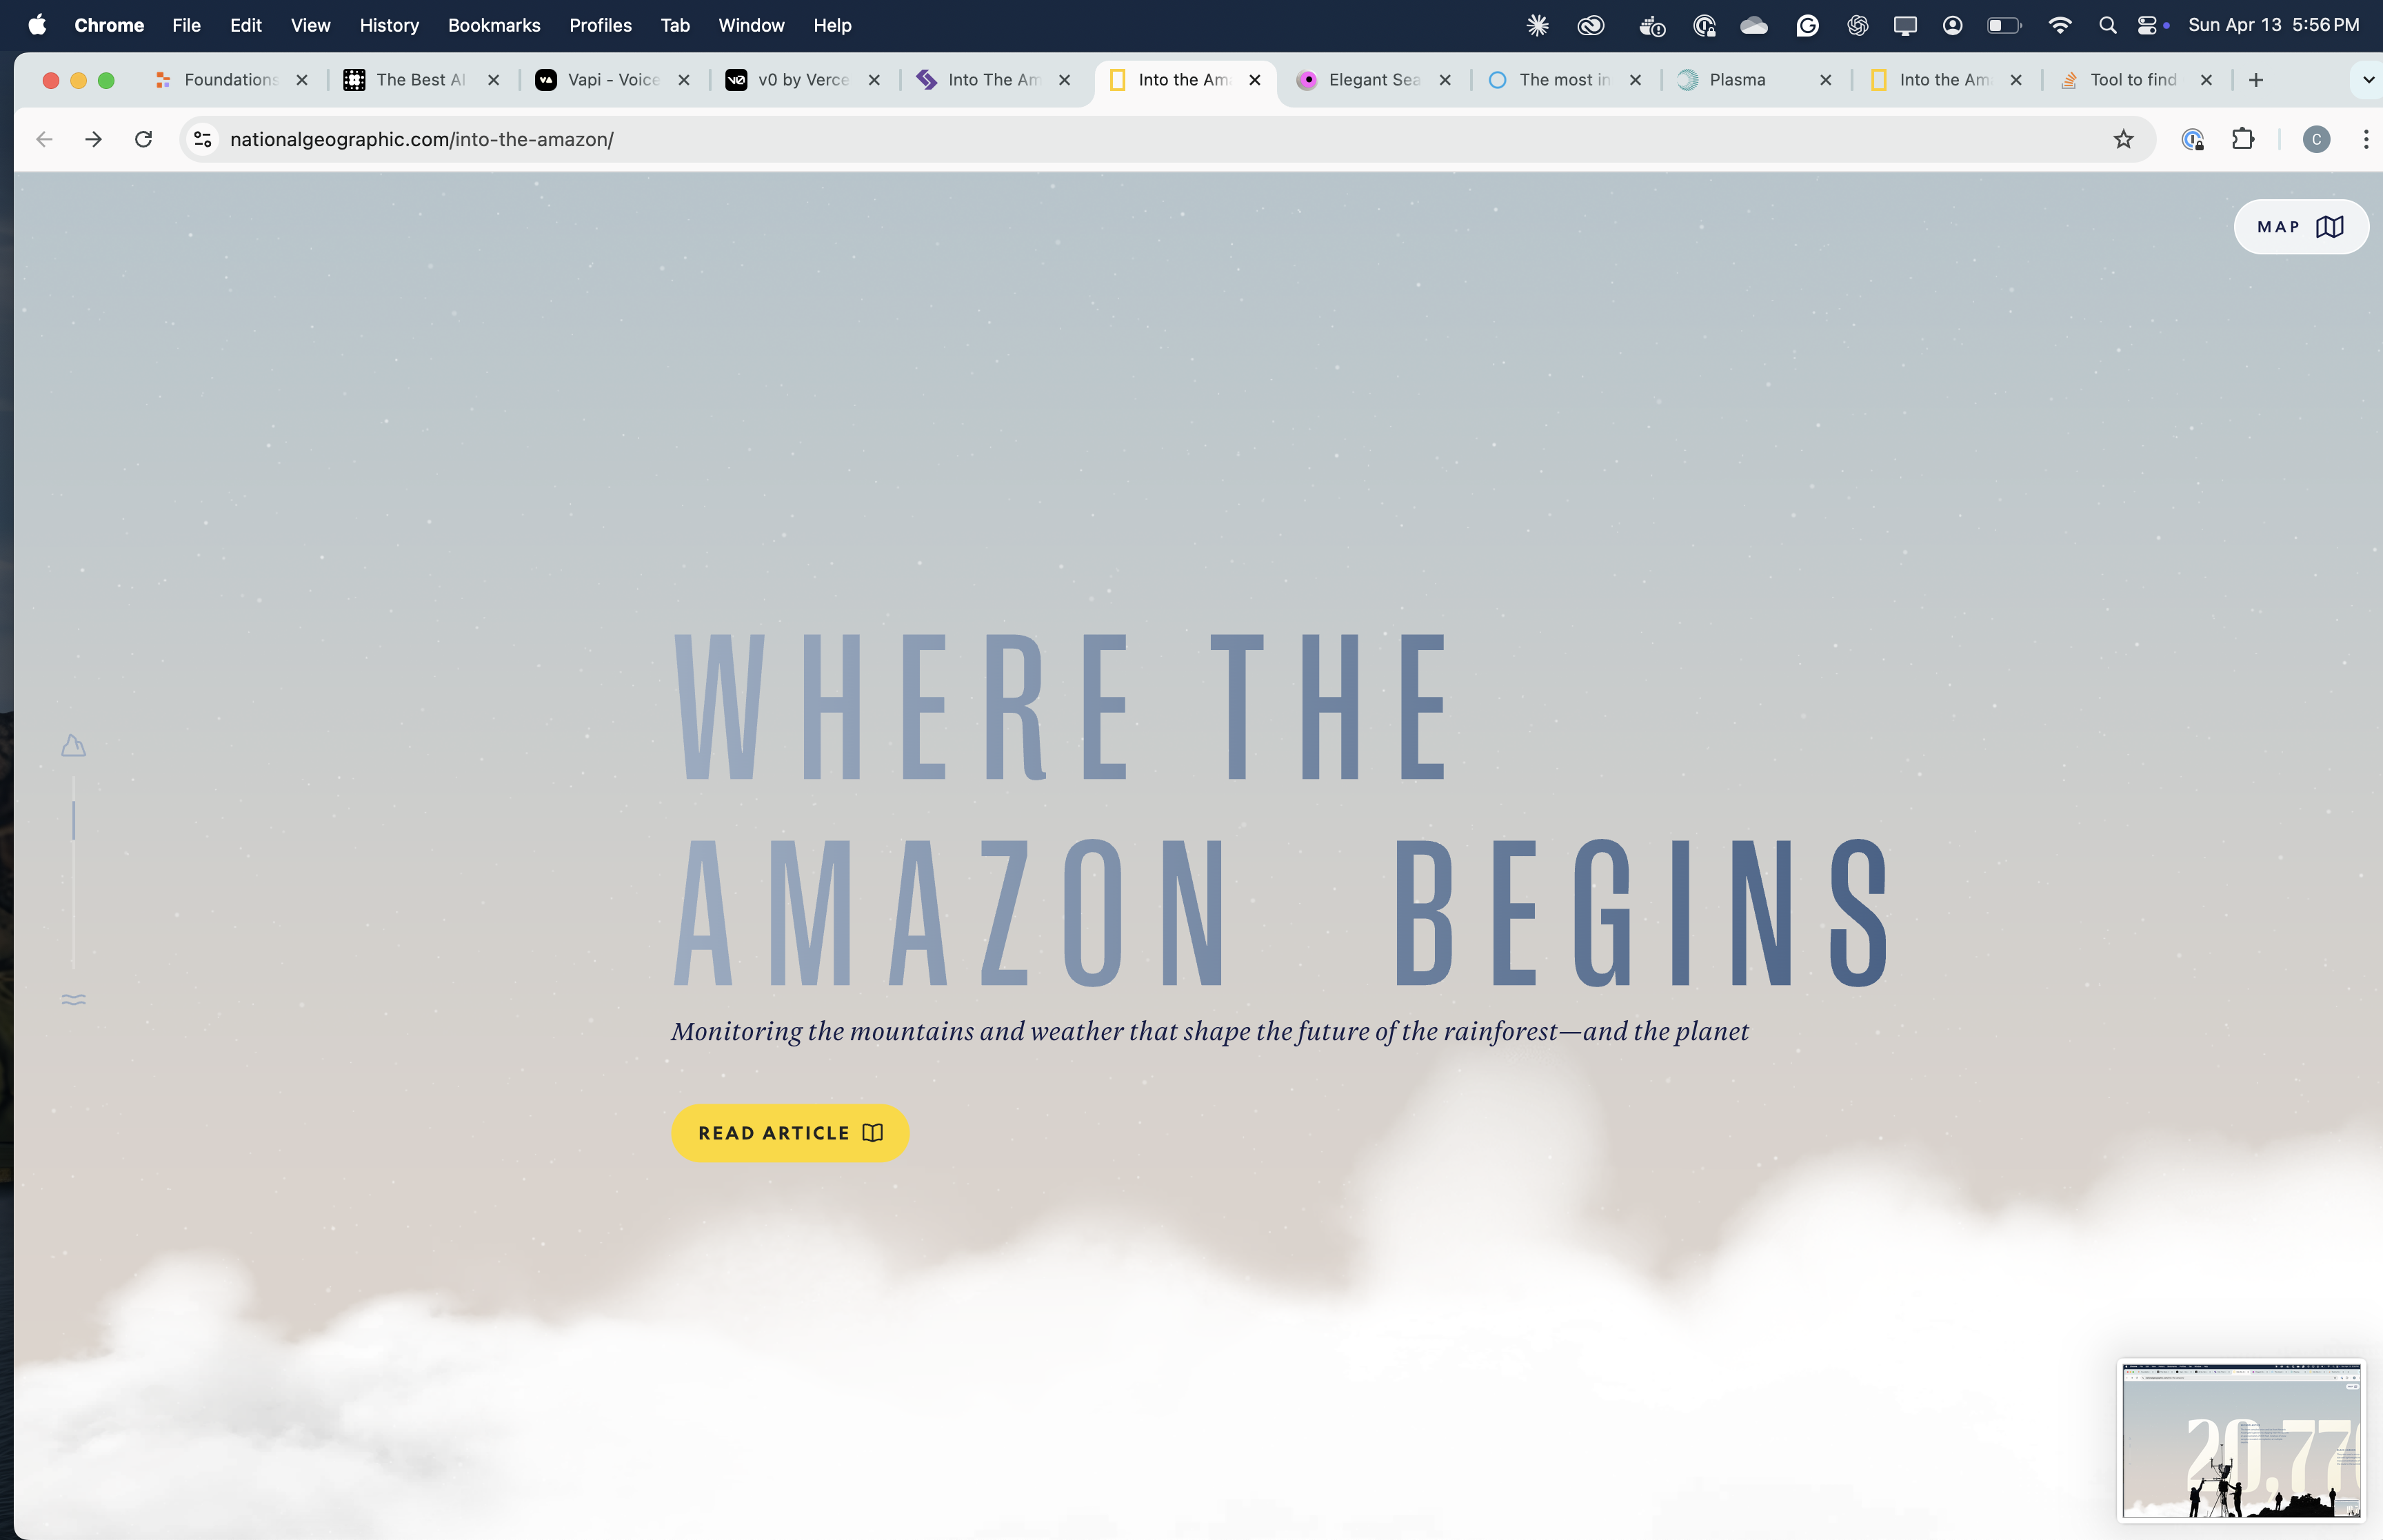 Chrome File Edit View History Bookmarks Profiles Tab Window Help Sun Apr 13 5:56 PM
Foundations The Best AI Vapi - Voice v0 by Verce Into The Am Into the Am Elegant Sea The most in Plasma Into the Am Tool to find
nationalgeographic.com/into-the-amazon/ C
MAP
WHERE THE
AMAZON BEGINS
Monitoring the mountains and weather that shape the future of the rainforest—and the planet
READ ARTICLE
20,77